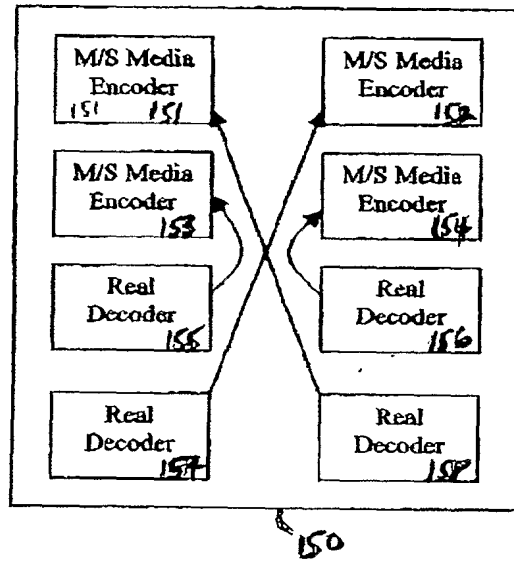 M/S Media
Encoder
151 151
M/S Media
Encoder
152
M/S Media
Encoder
153
M/S Media
Encoder
154
Real
Decoder
155
Real
Decoder
156
Real
Decoder
157
Real
Decoder
158
150